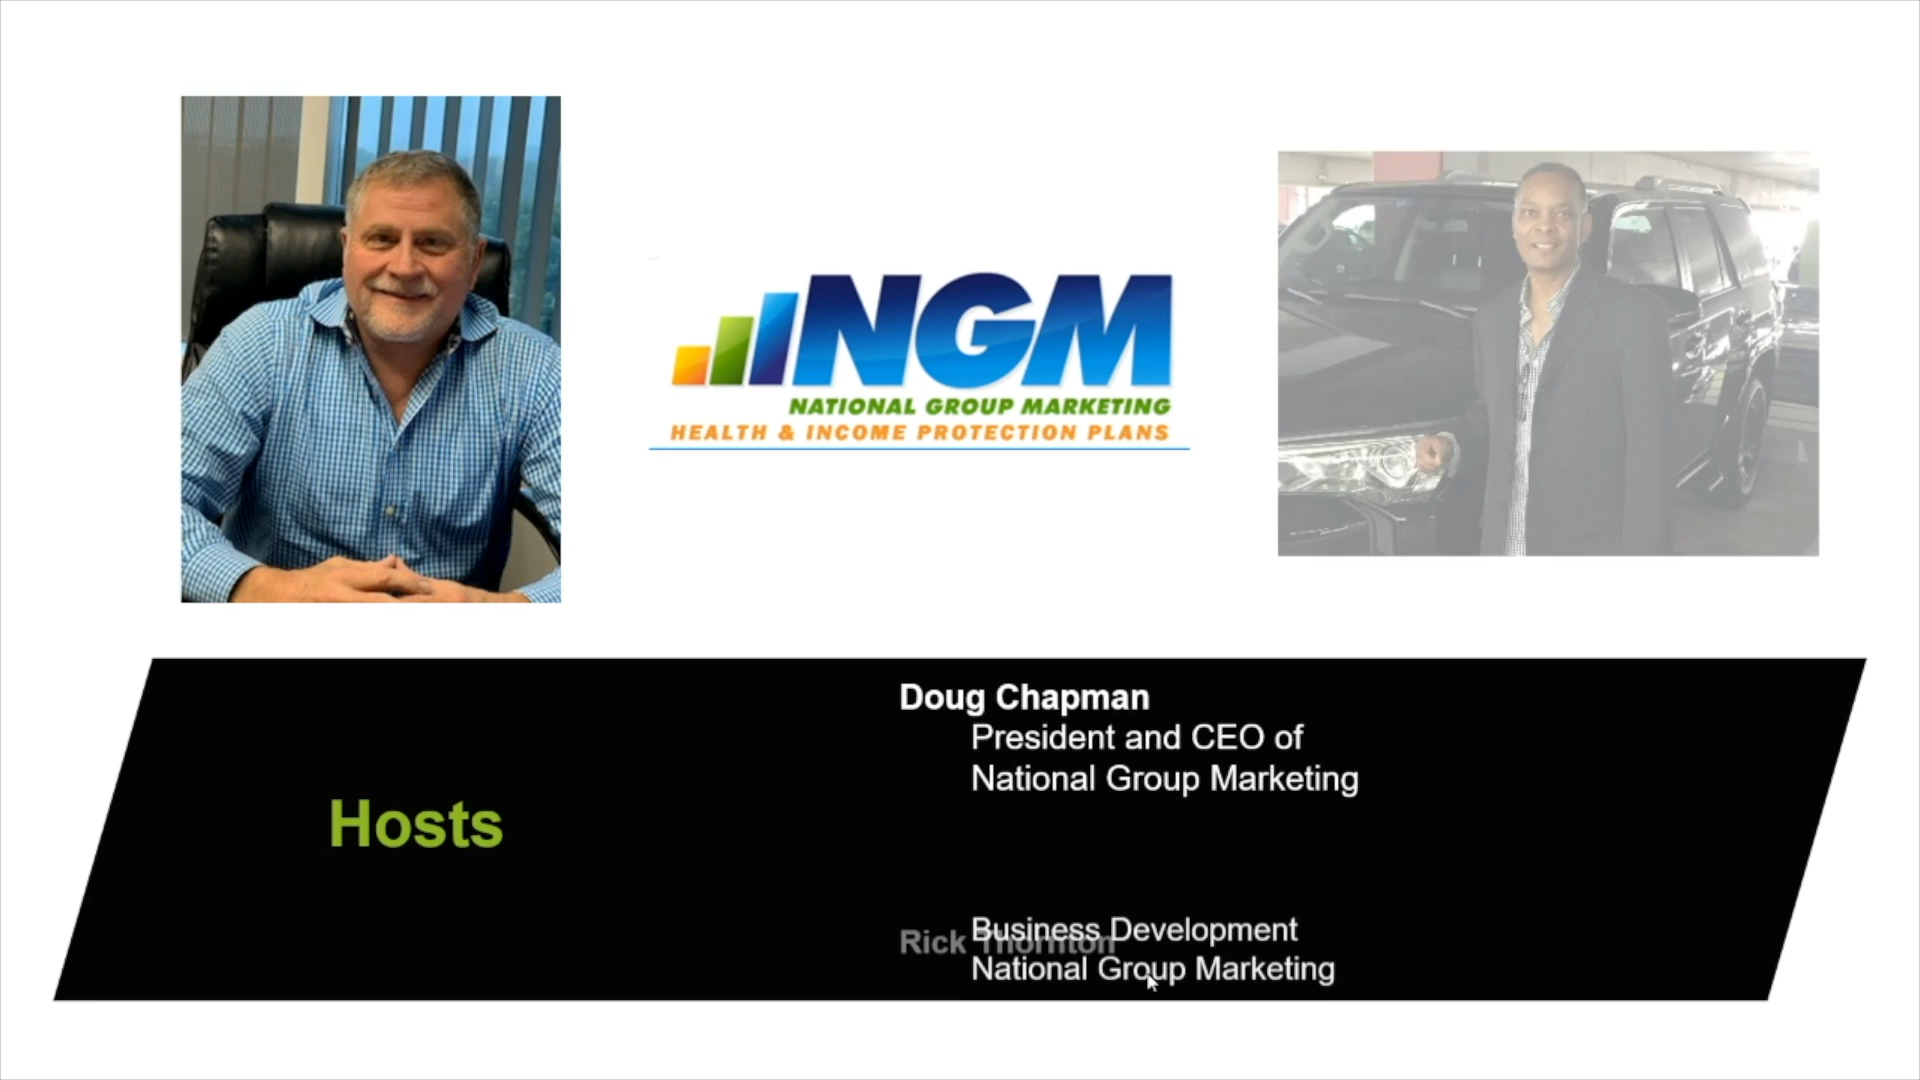 NGM
NATIONAL GROUP MARKETING
HEALTH & INCOME PROTECTION PLANS
Hosts
Doug Chapman
President and CEO of
National Group Marketing
Rick Thornton
Business Development
National Group Marketing